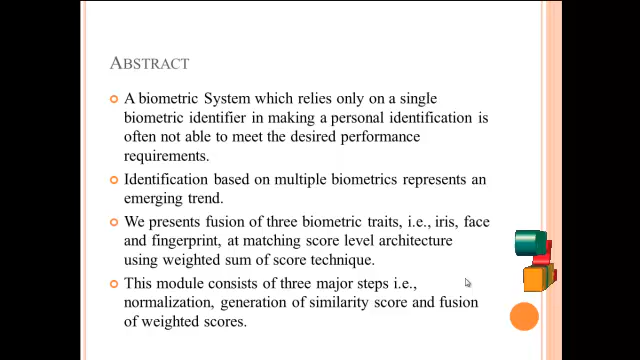 ABSTRACT
A biometric System which relies only on a single
biometric identifier in making a personal identification is
often not able to meet the desired performance
requirements.
Identification based on multiple biometrics represents an
emerging trend.
We presents fusion of three biometric traits, i.e., iris, face
and fingerprint, at matching score level architecture
using weighted sum of score technique.
This module consists of three major steps i.e.,
normalization, generation of similarity score and fusion
of weighted scores.